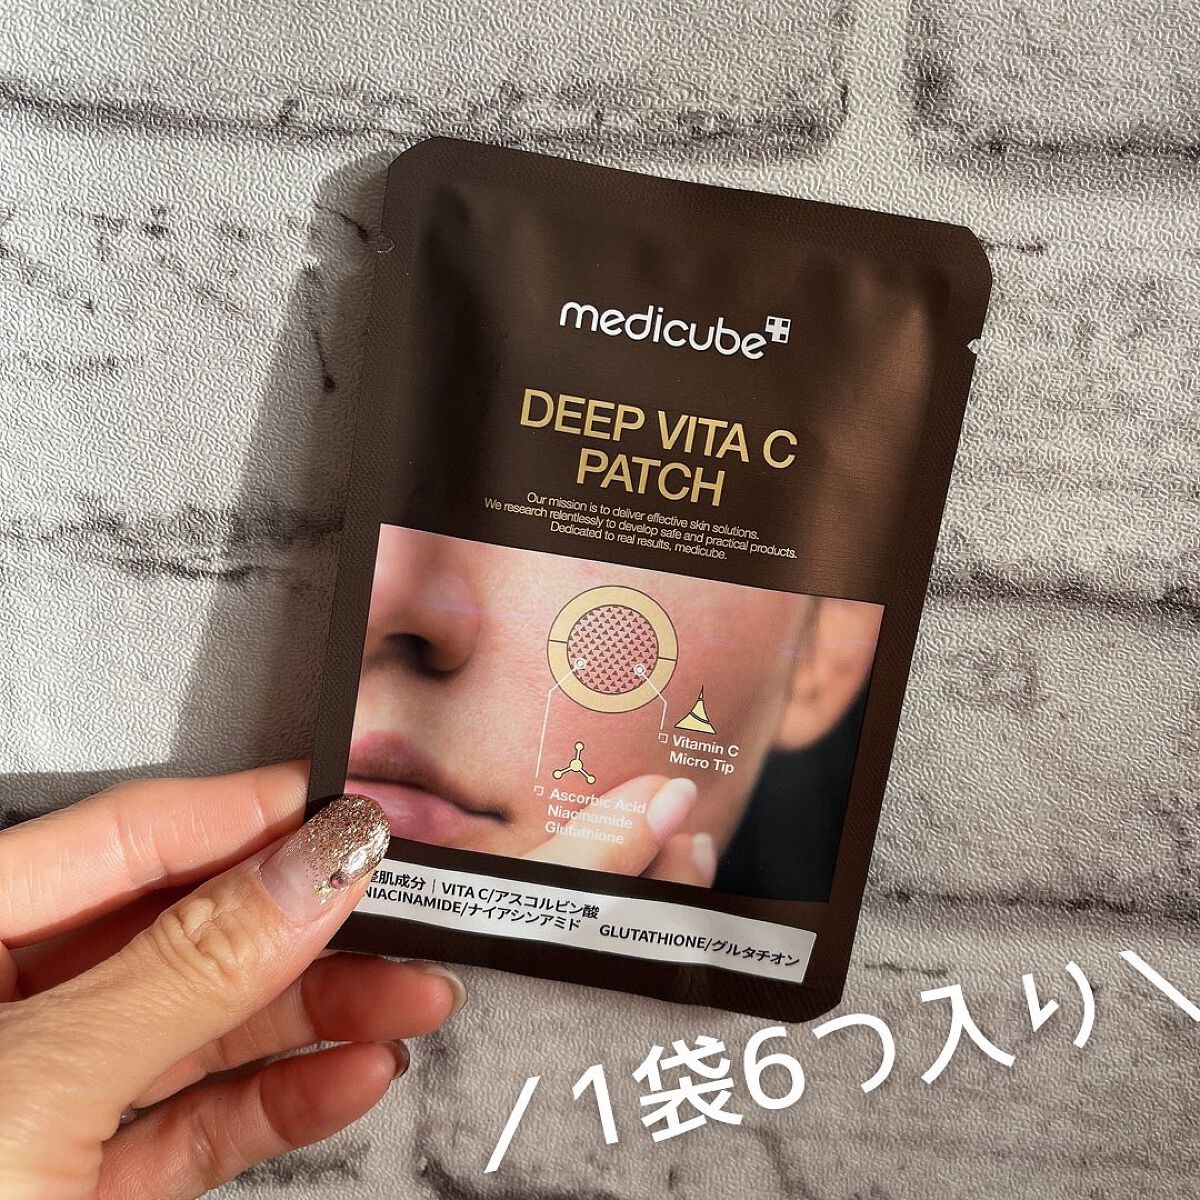 medicube
DEEP VITA C
PATCH
Our mission is to deliver effective skin solutions.
We research relentlessly to develop safe and practical products.
Dedicated to real results, medicube.
Vitamin C
Micro Tip
Ascorbic Acid
Niacinamide
Glutathione
整肌成分｜VITA C/アスコルビン酸
NIACINAMIDE/ナイアシンアミド GLUTATHIONE/グルタチオン
/ 1袋6つ入り \